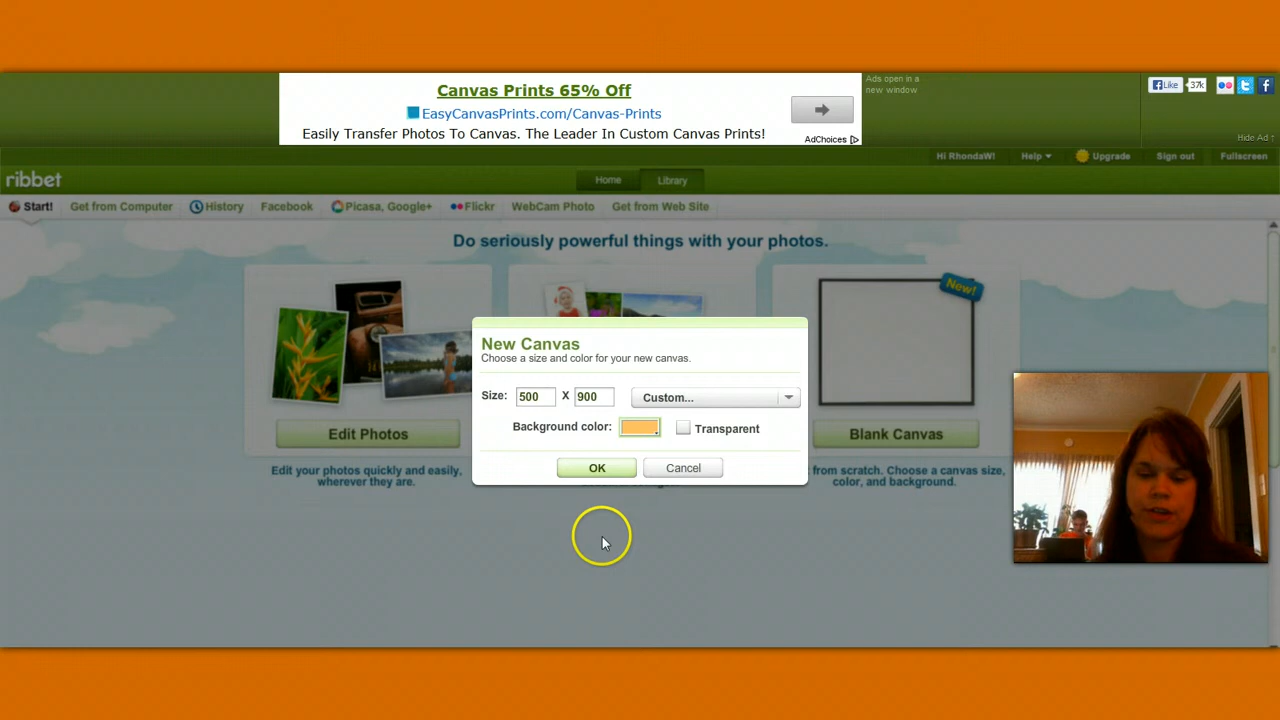 Canvas Prints 65% Off
EasyCanvasPrints.com/Canvas-Prints
Easily Transfer Photos To Canvas. The Leader In Custom Canvas Prints!
AdChoices
Ads open in a
new window
Like 37k
Hide Ad ↑
Hi RhondaW! Help Upgrade Sign out Fullscreen
ribbet
Home Library
Start! Get from Computer History Facebook Picasa, Google+ Flickr WebCam Photo Get from Web Site
Do seriously powerful things with your photos.
New!
New Canvas
Choose a size and color for your new canvas.
Size: 500 X 900 Custom...
Background color: Transparent
OK Cancel
Edit Photos
Edit your photos quickly and easily,
wherever they are.
Blank Canvas
from scratch. Choose a canvas size,
color, and background.